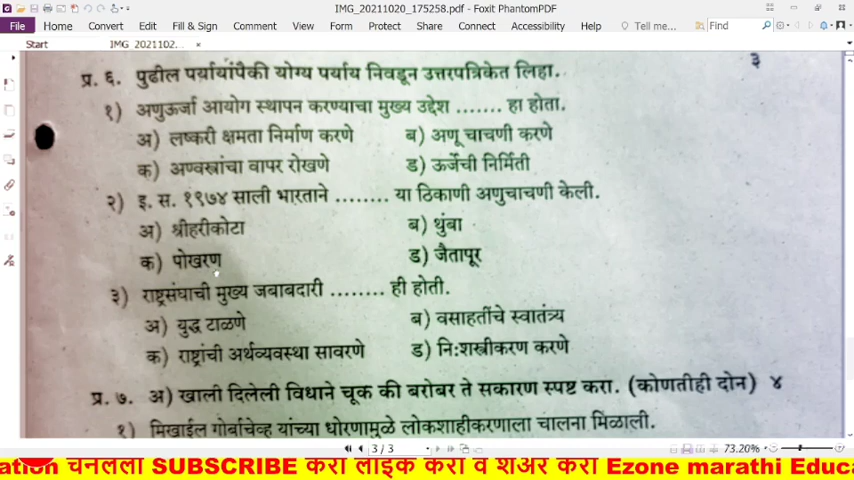 IMG_20211020_175258.pdf - Foxit PhantomPDF
File Home Convert Edit Fill & Sign Comment View Form Protect Share Connect Accessibility Help Tell me... Find
Start IMG_2021102... ×
३
प्र. ६. पुढील पर्यायांपैकी योग्य पर्याय निवडून उत्तरपत्रिकेत लिहा.
१) अणुऊर्जा आयोग स्थापन करण्याचा मुख्य उद्देश ....... हा होता.
अ) लष्करी क्षमता निर्माण करणे ब) अणू चाचणी करणे
क) अण्वस्त्रांचा वापर रोखणे ड) ऊर्जेची निर्मिती
२) इ. स. १९७४ साली भारताने ........ या ठिकाणी अणुचाचणी केली.
अ) श्रीहरीकोटा ब) थुंबा
क) पोखरण ड) जैतापूर
३) राष्ट्रसंघाची मुख्य जबाबदारी ........ ही होती.
अ) युद्ध टाळणे ब) वसाहतींचे स्वातंत्र्य
क) राष्ट्रांची अर्थव्यवस्था सावरणे ड) निःशस्त्रीकरण करणे
प्र. ७. अ) खाली दिलेली विधाने चूक की बरोबर ते सकारण स्पष्ट करा. (कोणतीही दोन) ४
१) मिखाईल गोर्बाचेव्ह यांच्या धोरणामुळे लोकशाहीकरणाला चालना मिळाली.
3 / 3 73.20%
SUBSCRIBE करा लाइक करा व शेअर करा Ezone marathi